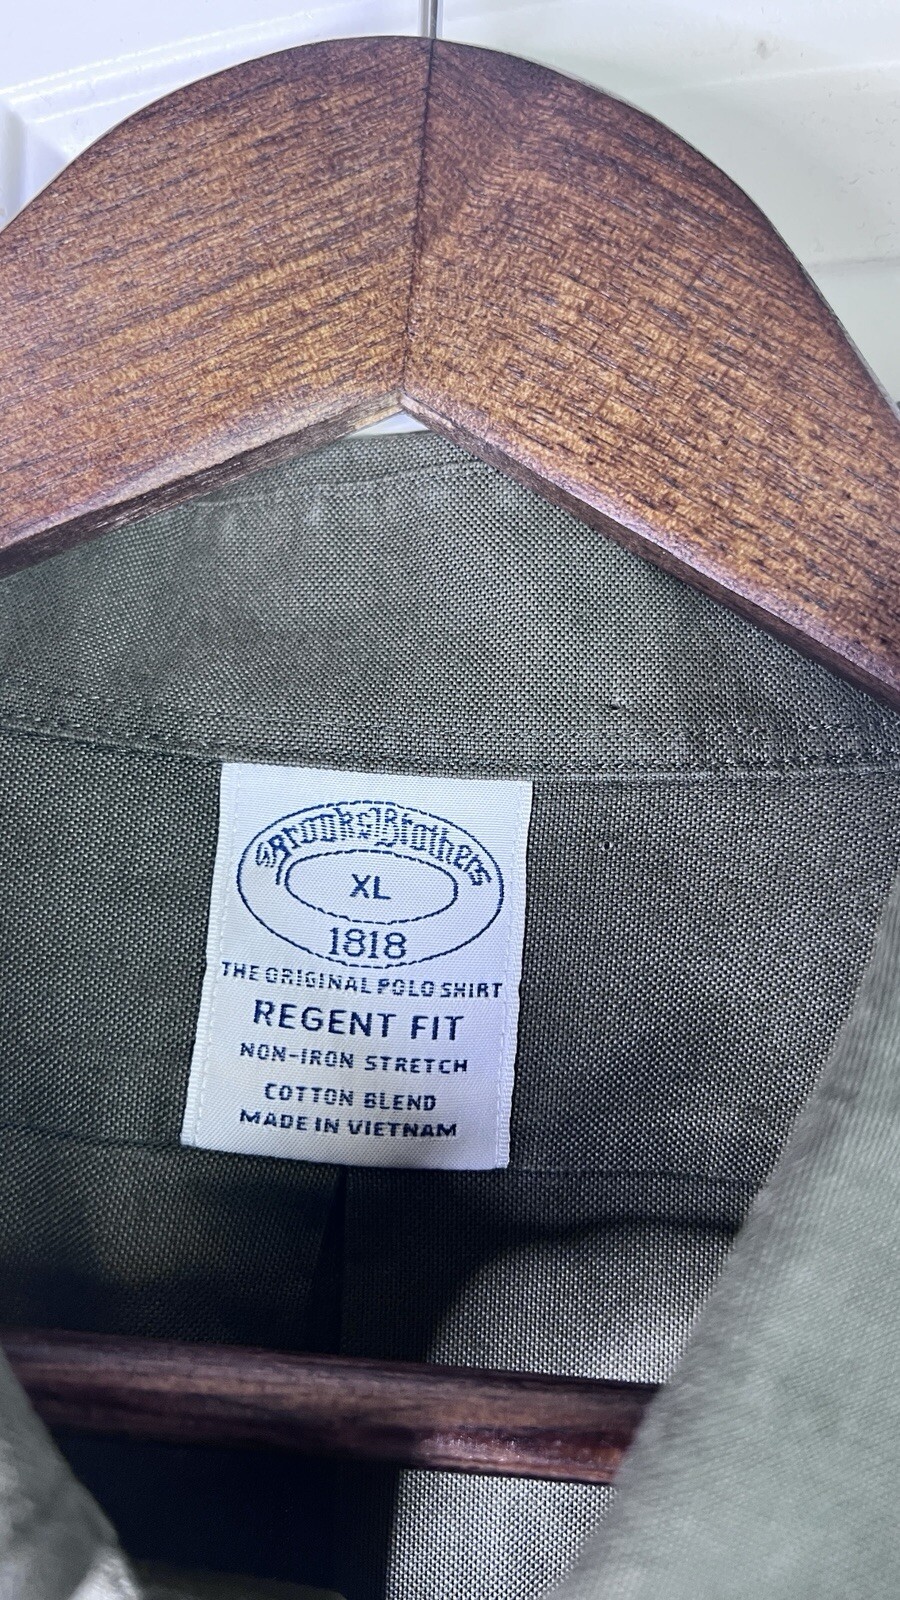 Brooks Brothers
XL
1818
THE ORIGINAL POLO SHIRT
REGENT FIT
NON-IRON STRETCH
COTTON BLEND
MADE IN VIETNAM